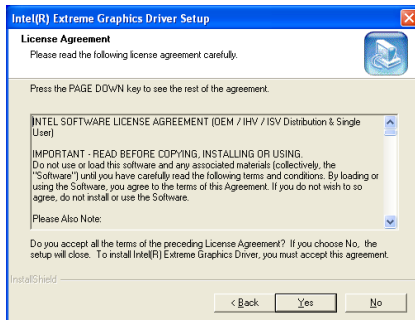 Intel(R) Extreme Graphics Driver Setup
License Agreement
Please read the following license agreement carefully.
Press the PAGE DOWN key to see the rest of the agreement.
INTEL SOFTWARE LICENSE AGREEMENT (OEM / IHV / ISV Distribution & Single
User)
IMPORTANT - READ BEFORE COPYING, INSTALLING OR USING.
Do not use or load this software and any associated materials (collectively, the
"Software") until you have carefully read the following terms and conditions. By loading or
using the Software, you agree to the terms of this Agreement. If you do not wish to so
agree, do not install or use the Software.
Please Also Note:
Do you accept all the terms of the preceding License Agreement? If you choose No, the
setup will close. To install Intel(R) Extreme Graphics Driver, you must accept this agreement.
InstallShield
< Back
Yes
No